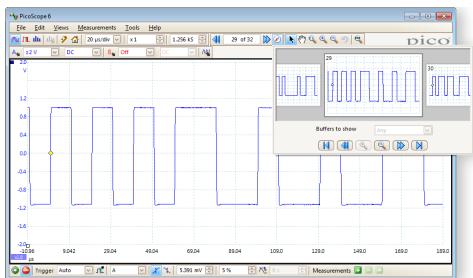 PicoScope 6
File Edit Views Measurements Tools Help
20 µs/div x 1 1.256 kS 29 of 32
pico
A ±2 V DC B Off DC
29
30
Buffers to show Any
2.0
V
1.2
0.8
0.4
0.0
-0.4
-0.8
-1.2
-1.6
-2.0
-10.96 9.042 29.04 49.04 69.04 89.04 109.0 129.0 149.0 169.0 189.0
µs
Trigger Auto A 5.391 mV 5 % Measurements